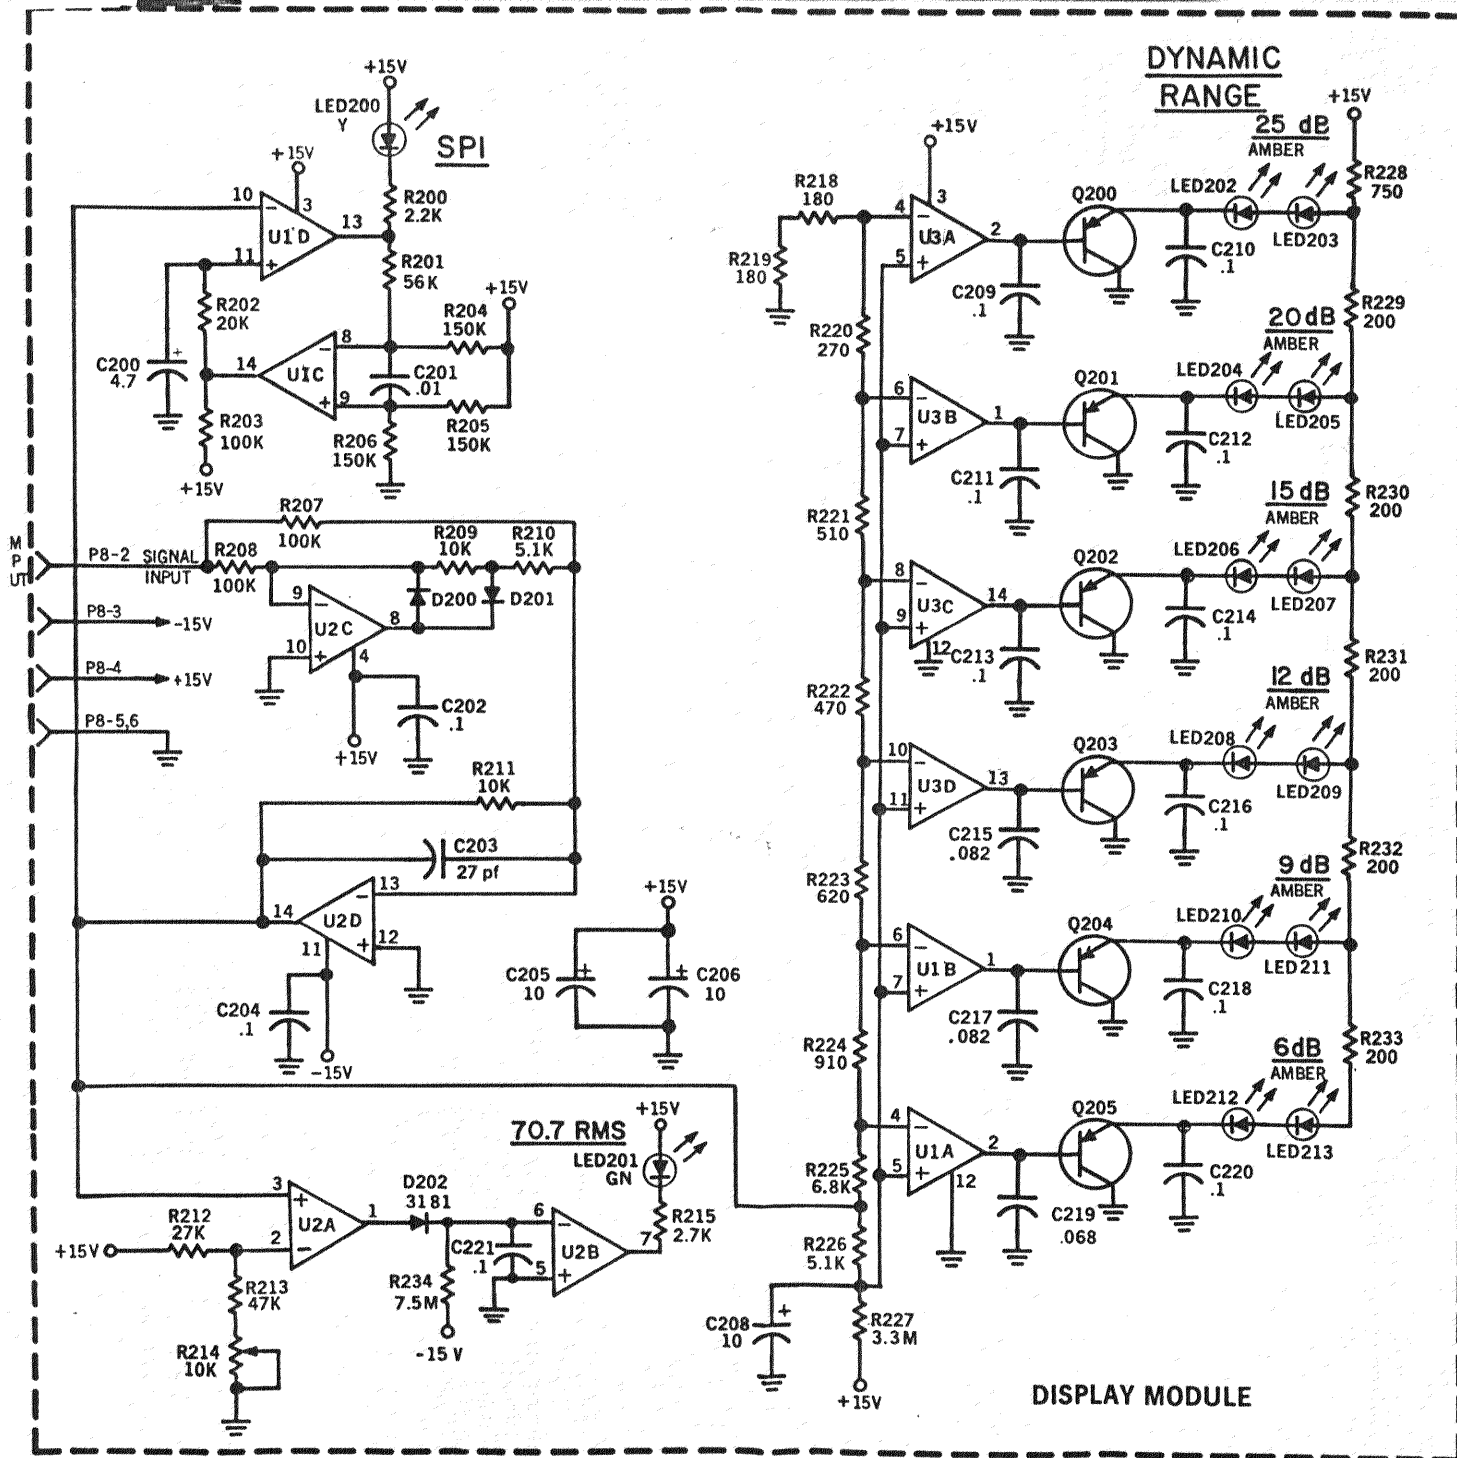 DYNAMIC
RANGE
+15V
LED200
Y
SPI
+15V
10
3
13
U1D
11
R200
2.2K
R201
56K
R202
20K
R204
150K
+15V
8
C200
+
4.7
14
U1C
C201
.01
9
R203
100K
R206
150K
R205
150K
+15V
R207
100K
M
P
UT
P8-2
SIGNAL
INPUT
R208
100K
R209
10K
R210
5.1K
D200
D201
9
U2C
8
10
4
P8-3
-15V
P8-4
+15V
P8-5,6
C202
.1
+15V
R211
10K
C203
27 pf
13
14
U2D
12
11
C204
.1
-15V
+15V
C205
10
+
C206
10
+
70.7 RMS
+15V
LED201
GN
3
U2A
1
2
D202
3181
R212
27K
+15V
R213
47K
R214
10K
R234
7.5M
-15 V
C221
.1
6
U2B
7
5
R215
2.7K
R218
180
R219
180
+15V
4
3
U3A
2
5
C209
.1
Q200
C210
.1
25 dB
AMBER
LED202
LED203
+15V
R228
750
R220
270
6
U3B
1
7
C211
.1
Q201
C212
.1
20dB
AMBER
LED204
LED205
R229
200
R221
510
8
U3C
14
9
12
C213
.1
Q202
C214
.1
15 dB
AMBER
LED206
LED207
R230
200
R222
470
10
U3D
13
11
C215
.082
Q203
C216
.1
12 dB
AMBER
LED208
LED209
R231
200
R223
620
6
U1B
1
7
C217
.082
Q204
C218
.1
9 dB
AMBER
LED210
LED211
R232
200
R224
910
4
U1A
2
5
12
C219
.068
Q205
C220
.1
6dB
AMBER
LED212
LED213
R233
200
R225
6.8K
R226
5.1K
C208
10
+
R227
3.3M
+15V
DISPLAY MODULE